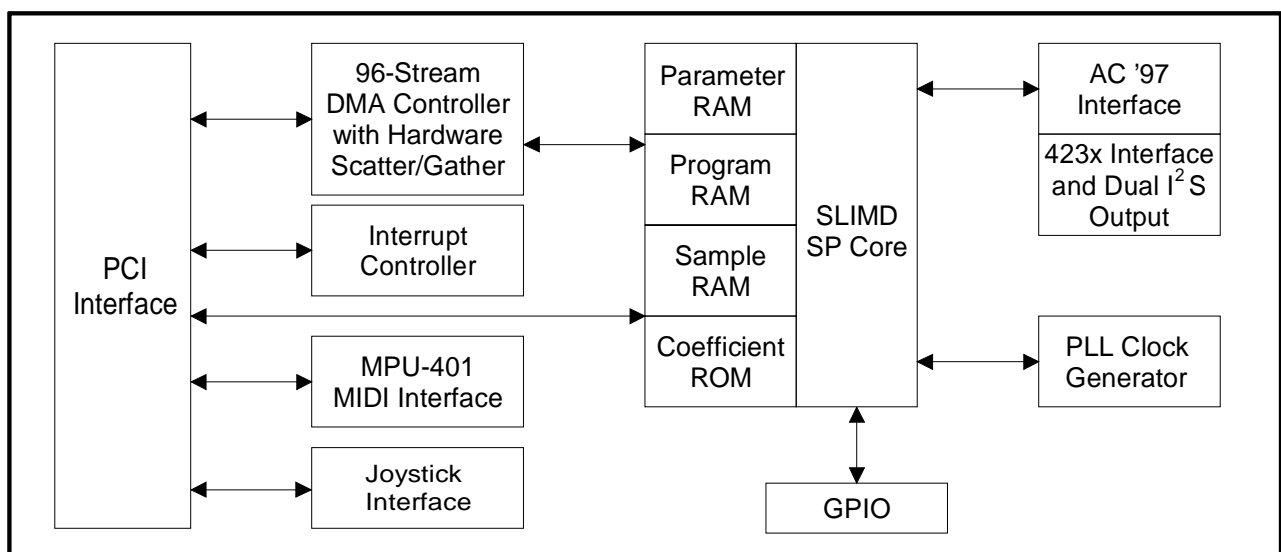 PCI
Interface
96-Stream
DMA Controller
with Hardware
Scatter/Gather
Interrupt
Controller
MPU-401
MIDI Interface
Joystick
Interface
Parameter
RAM
Program
RAM
Sample
RAM
Coefficient
ROM
SLIMD
SP Core
AC '97
Interface
423x Interface
and Dual I²S
Output
PLL Clock
Generator
GPIO